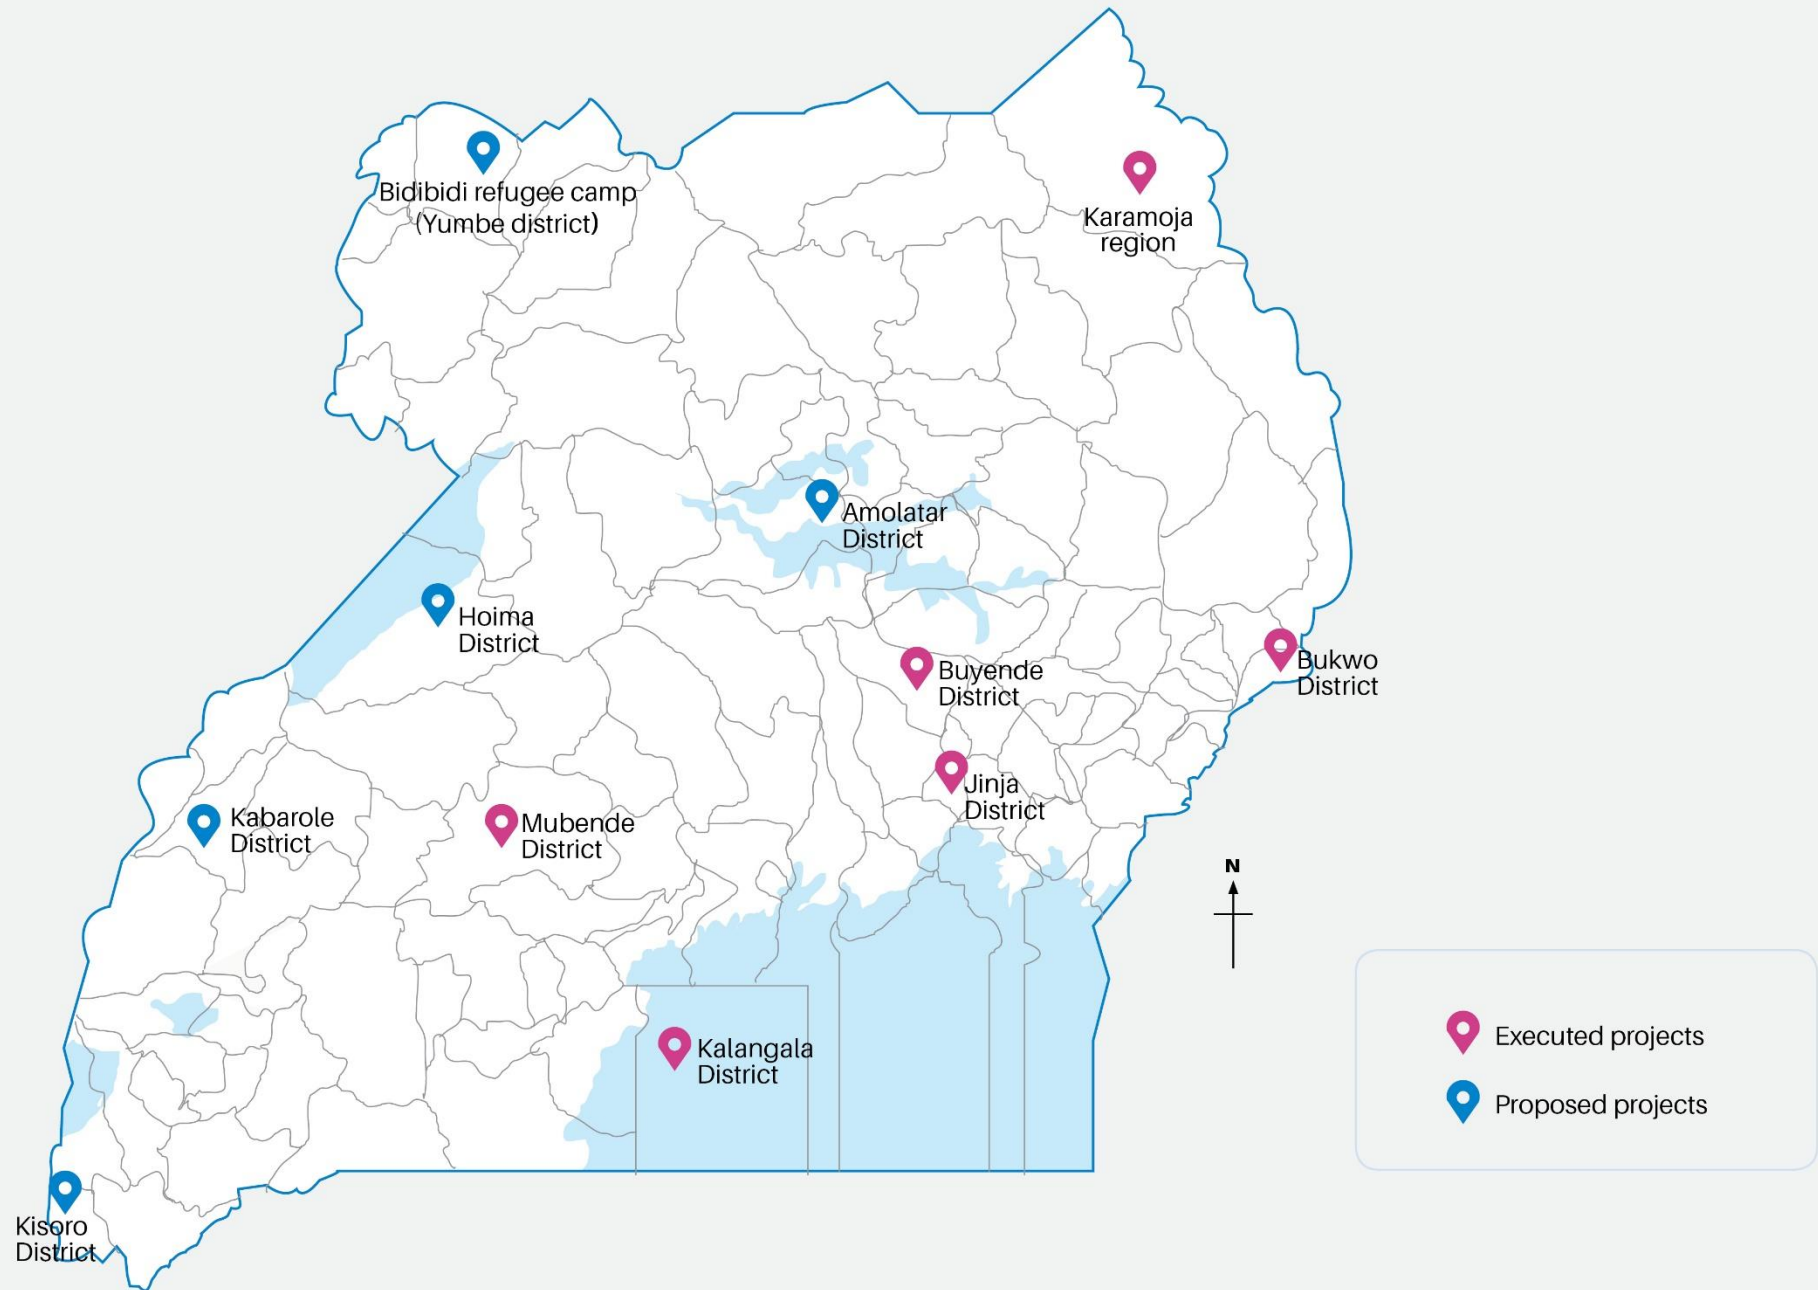 Bidibidi refugee camp
(Yumbe district)
Karamoja
region
Amolatar
District
Hoima
District
Buyende
District
Bukwo
District
Jinja
District
Kabarole
District
Mubende
District
N
Kalangala
District
Executed projects
Proposed projects
Kisoro
District